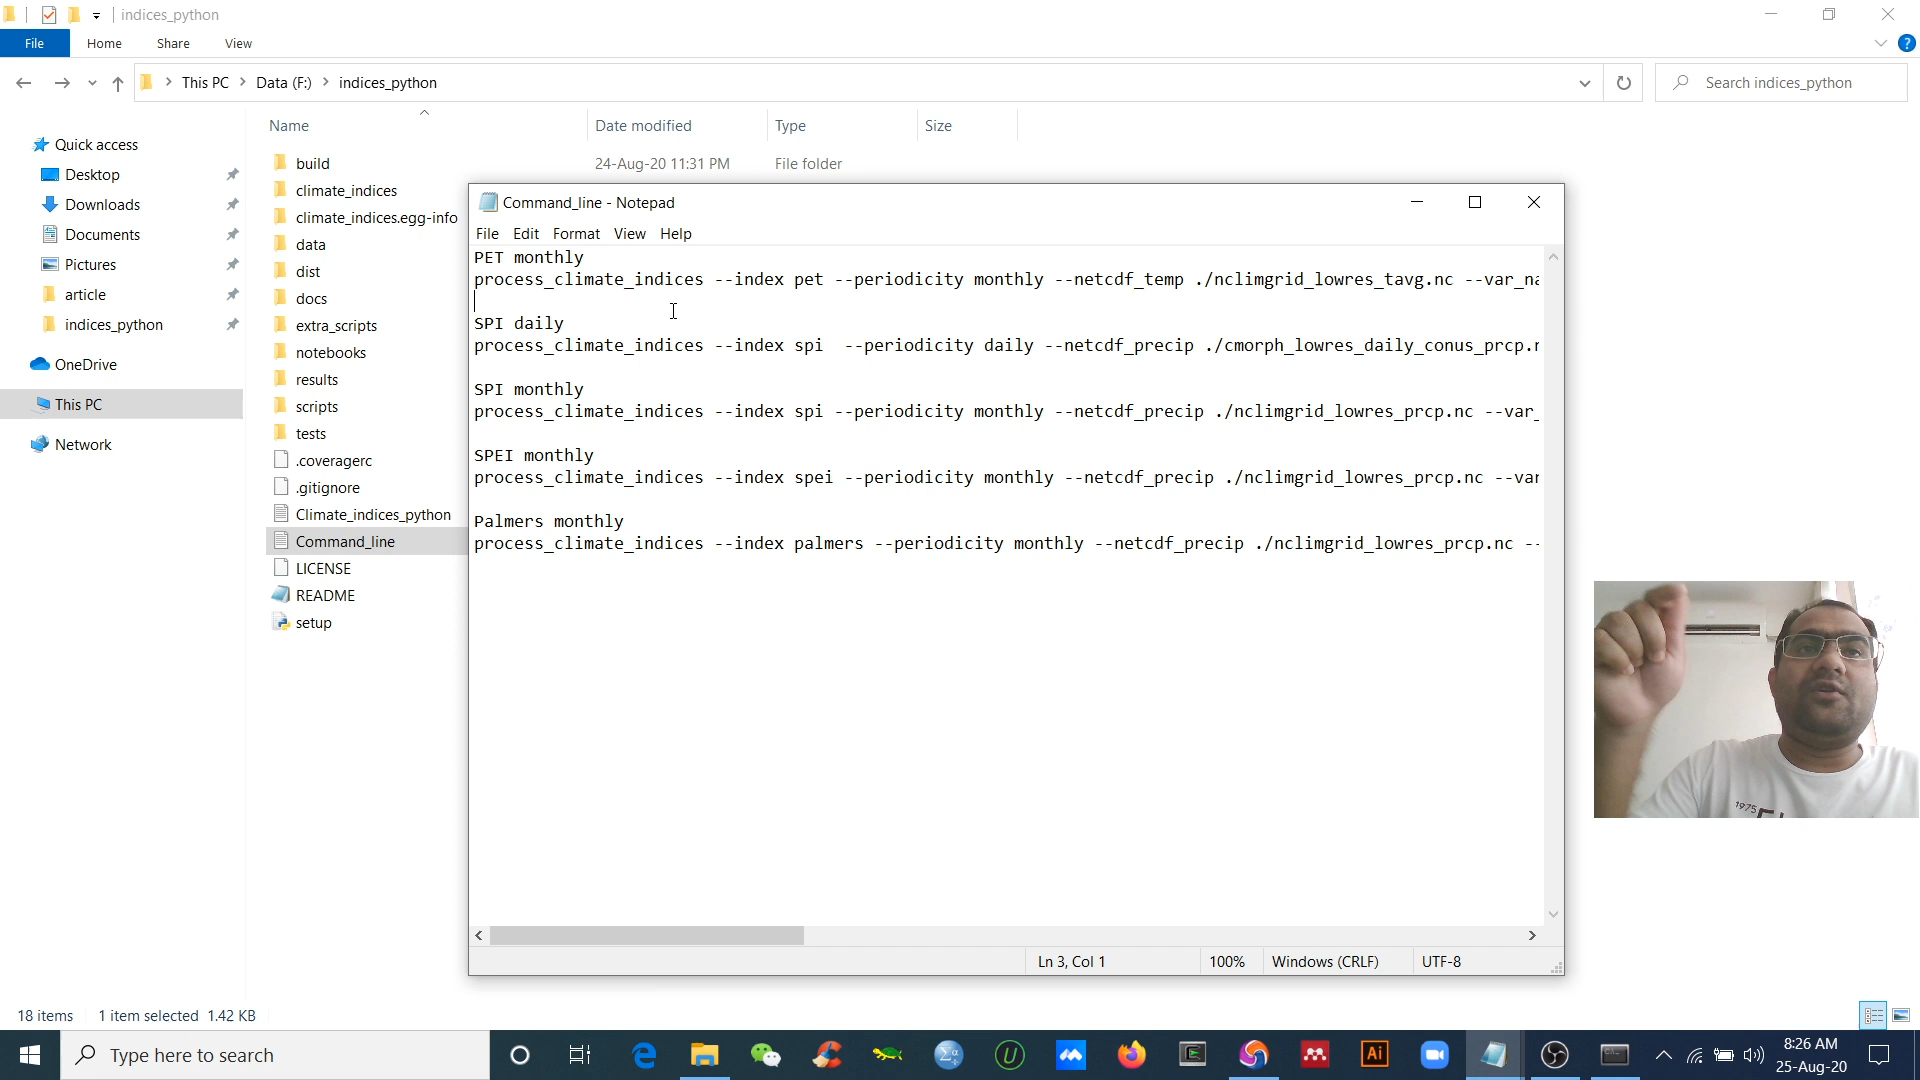 indices_python
File Home Share View
This PC > Data (F:) > indices_python
Search indices_python
Name Date modified Type Size
Quick access
Desktop
Downloads
Documents
Pictures
article
indices_python
OneDrive
This PC
Network
build 24-Aug-20 11:31 PM File folder
climate_indices
climate_indices.egg-info
data
dist
docs
extra_scripts
notebooks
results
scripts
tests
.coveragerc
.gitignore
Climate_indices_python
Command_line
LICENSE
README
setup
Command_line - Notepad
File Edit Format View Help
PET monthly
process_climate_indices --index pet --periodicity monthly --netcdf_temp ./nclimgrid_lowres_tavg.nc --var_na
SPI daily
process_climate_indices --index spi  --periodicity daily --netcdf_precip ./cmorph_lowres_daily_conus_prcp.n
SPI monthly
process_climate_indices --index spi --periodicity monthly --netcdf_precip ./nclimgrid_lowres_prcp.nc --var_
SPEI monthly
process_climate_indices --index spei --periodicity monthly --netcdf_precip ./nclimgrid_lowres_prcp.nc --var
Palmers monthly
process_climate_indices --index palmers --periodicity monthly --netcdf_precip ./nclimgrid_lowres_prcp.nc --
Ln 3, Col 1 100% Windows (CRLF) UTF-8
1975
18 items 1 item selected 1.42 KB
Type here to search
Ai
8:26 AM
25-Aug-20